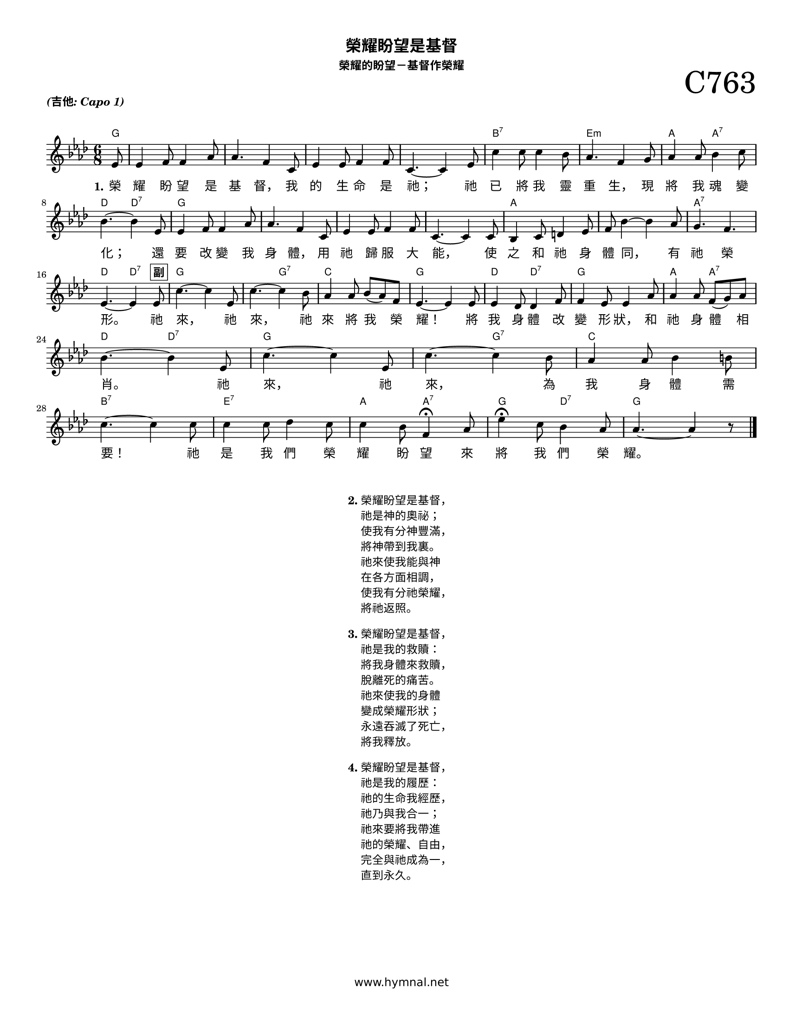 榮耀盼望是基督
榮耀的盼望－基督作榮耀
C763
(吉他: Capo 1)
G B7 Em A A7
1. 榮 耀 盼 望 是 基 督， 我 的 生 命 是 祂； 祂 已 將 我 靈 重 生， 現 將 我 魂 變
8 D D7 G A A7
化； 還 要 改 變 我 身 體， 用 祂 歸 服 大 能， 使 之 和 祂 身 體 同， 有 祂 榮
16 D D7 副 G G7 C G D D7 G A A7
形。 祂 來， 祂 來， 祂 來 將 我 榮 耀！ 將 我 身 體 改 變 形 狀， 和 祂 身 體 相
24 D D7 G G7 C
肖。 祂 來， 祂 來， 為 我 身 體 需
28 B7 E7 A A7 G D7 G
要！ 祂 是 我 們 榮 耀 盼 望 來 將 我 們 榮 耀。
2. 榮耀盼望是基督，
祂是神的奧祕；
使我有分神豐滿，
將神帶到我裏。
祂來使我能與神
在各方面相調，
使我有分祂榮耀，
將祂返照。
3. 榮耀盼望是基督，
祂是我的救贖：
將我身體來救贖，
脫離死的痛苦。
祂來使我的身體
變成榮耀形狀；
永遠吞滅了死亡，
將我釋放。
4. 榮耀盼望是基督，
祂是我的履歷：
祂的生命我經歷，
祂乃與我合一；
祂來要將我帶進
祂的榮耀、自由，
完全與祂成為一，
直到永久。
www.hymnal.net